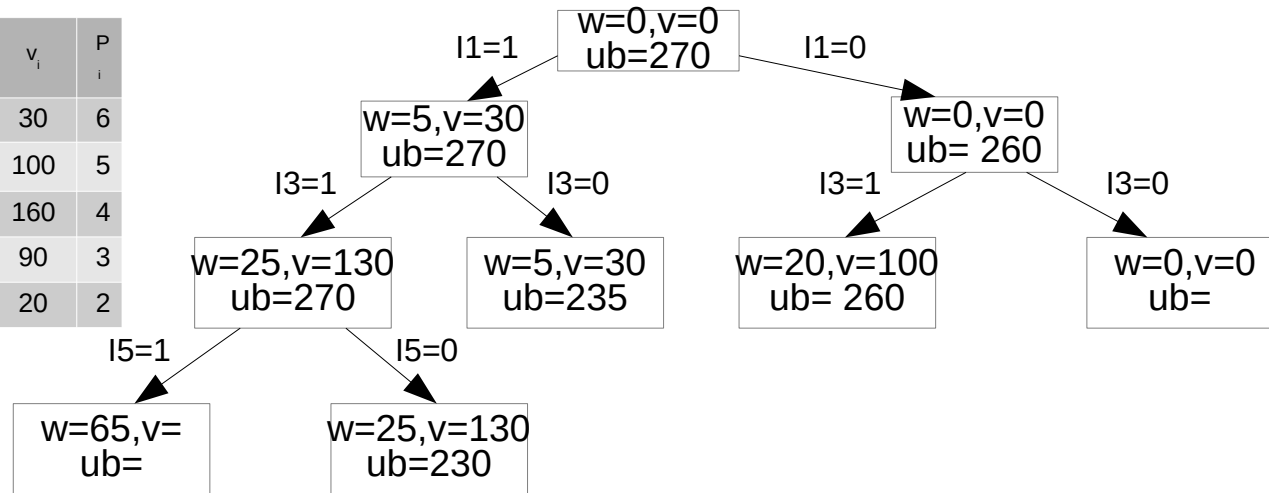 v i
P i
30 6
100 5
160 4
90 3
20 2
w=0,v=0
ub=270
I1=1
I1=0
w=5,v=30
ub=270
w=0,v=0
ub= 260
I3=1
I3=0
I3=1
I3=0
w=25,v=130
ub=270
w=5,v=30
ub=235
w=20,v=100
ub= 260
w=0,v=0
ub=
I5=1
I5=0
w=65,v=
ub=
w=25,v=130
ub=230